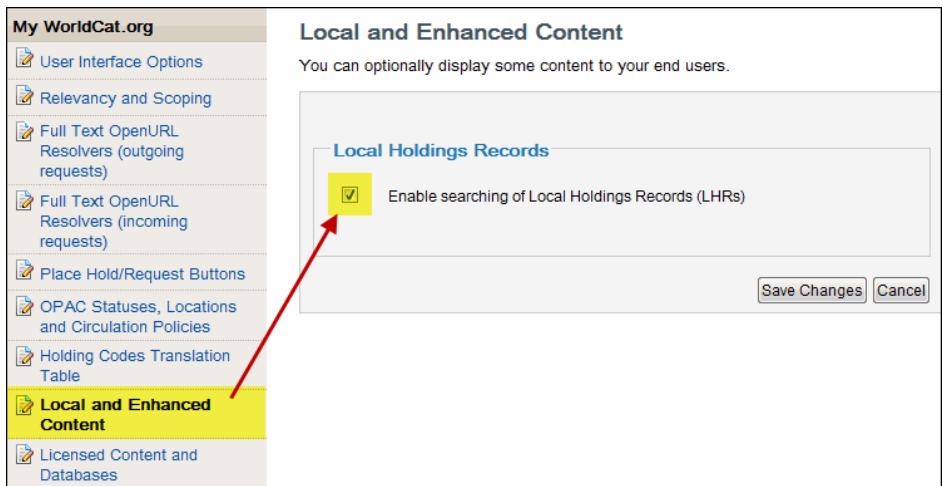 My WorldCat.org
User Interface Options
Relevancy and Scoping
Full Text OpenURL
Resolvers (outgoing
requests)
Full Text OpenURL
Resolvers (incoming
requests)
Place Hold/Request Buttons
OPAC Statuses, Locations
and Circulation Policies
Holding Codes Translation
Table
Local and Enhanced
Content
Licensed Content and
Databases
Local and Enhanced Content
You can optionally display some content to your end users.
Local Holdings Records
Enable searching of Local Holdings Records (LHRs)
Save Changes Cancel